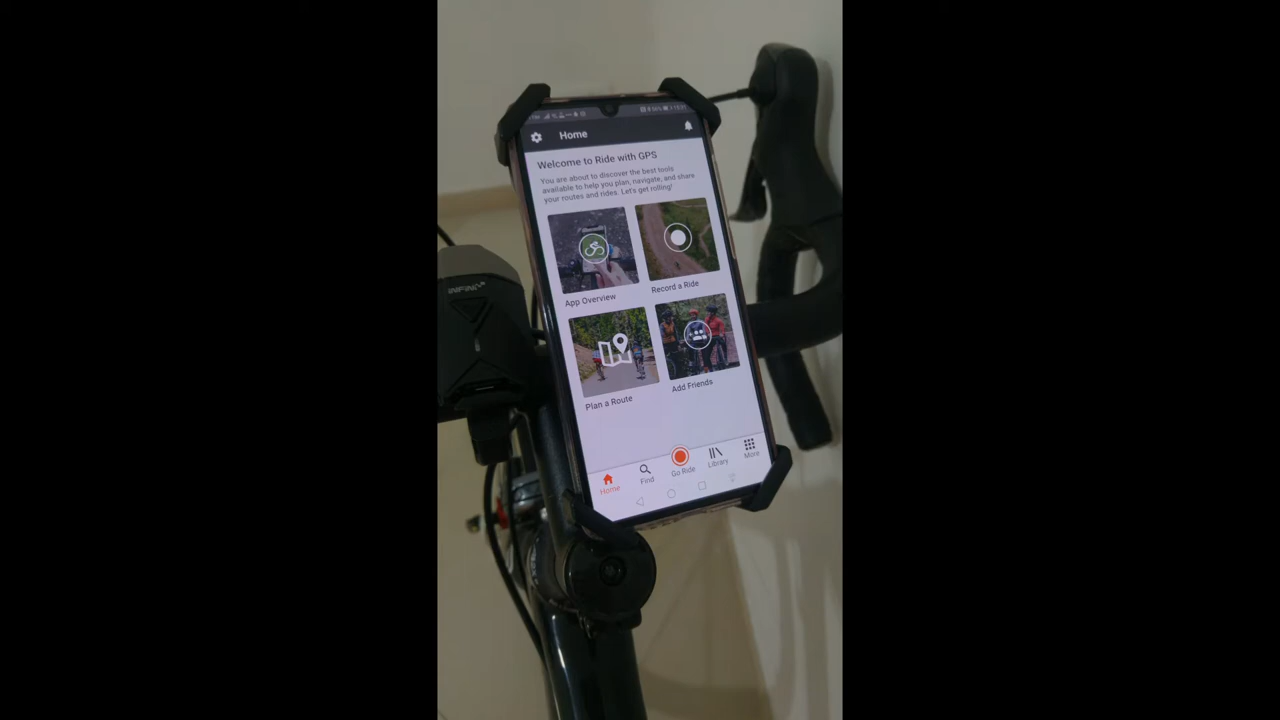 Home
Welcome to Ride with GPS
You are about to discover the best tools
available to help you plan, navigate, and share
your routes and rides. Let's get rolling!
App Overview
Record a Ride
Plan a Route
Add Friends
Home
Find
Go Ride
Library
More
INFINI